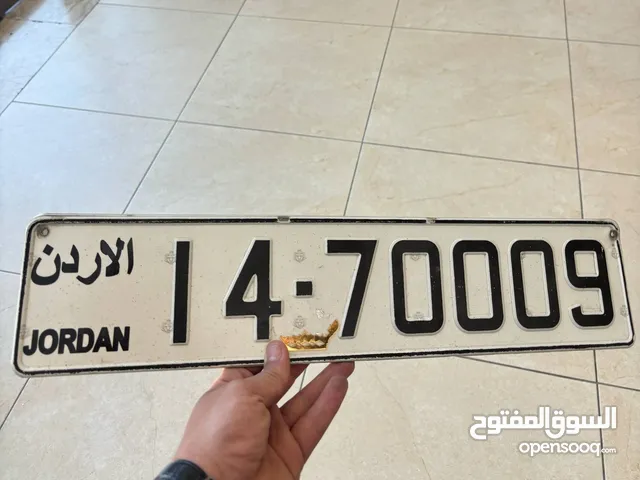 الاردن
JORDAN
14-70009
السوق المفتوح
opensooq.com